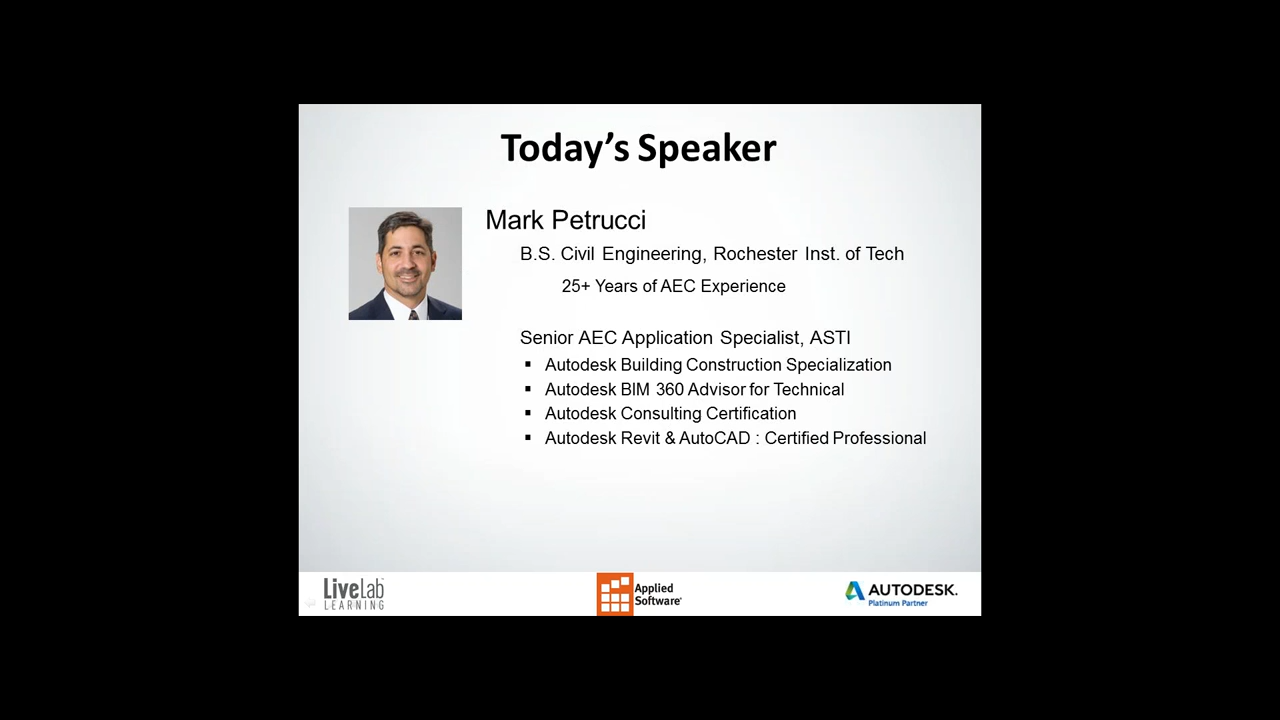 Today's Speaker
Mark Petrucci
B.S. Civil Engineering, Rochester Inst. of Tech
25+ Years of AEC Experience
Senior AEC Application Specialist, ASTI
▪ Autodesk Building Construction Specialization
▪ Autodesk BIM 360 Advisor for Technical
▪ Autodesk Consulting Certification
▪ Autodesk Revit & AutoCAD : Certified Professional
LiveLab
LEARNING
Applied
Software
AUTODESK.
Platinum Partner